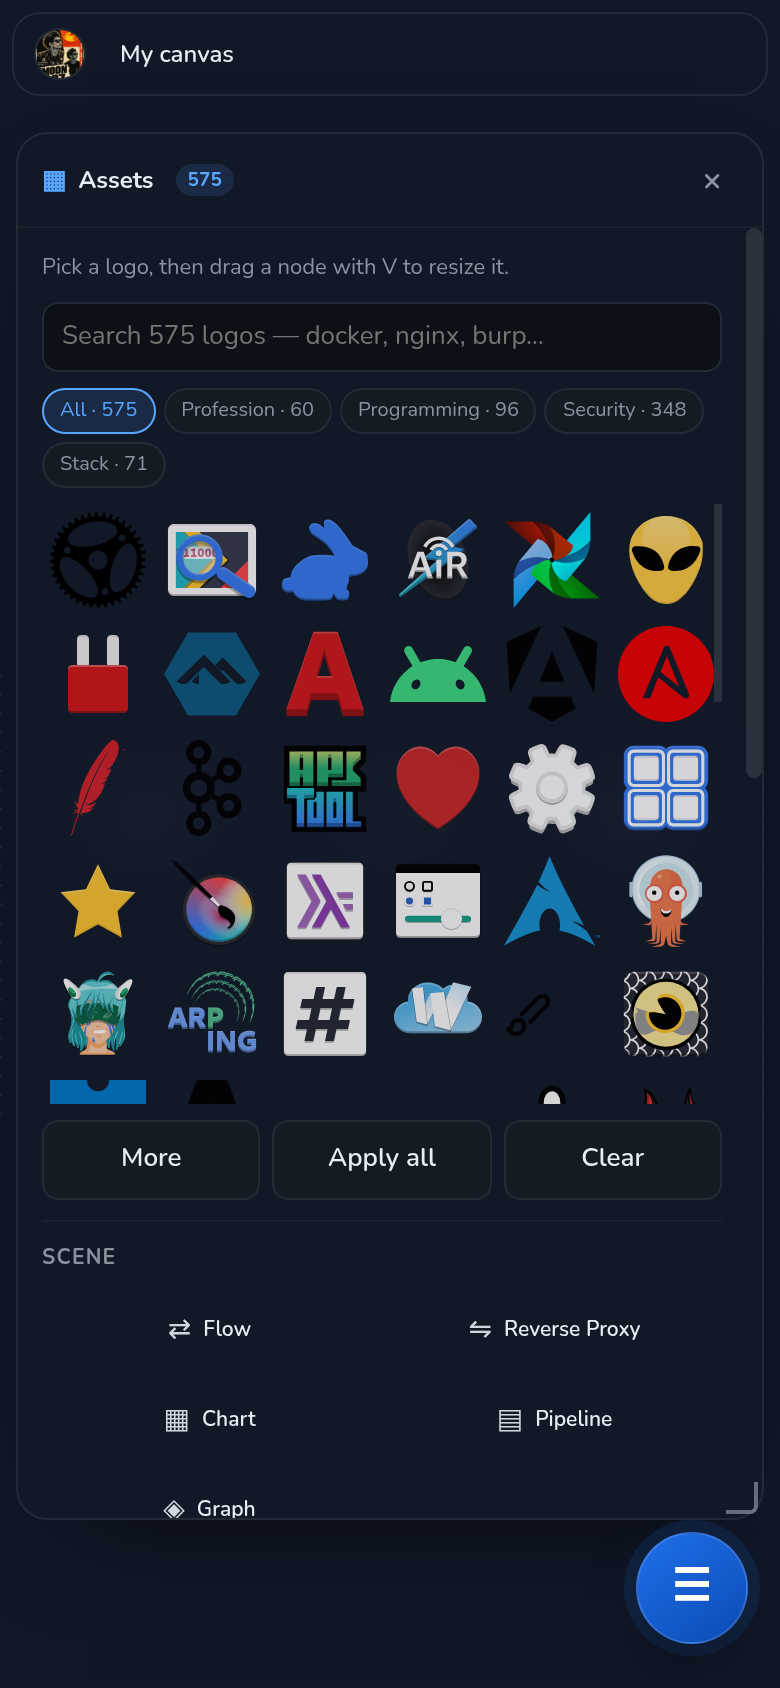 My canvas
Assets 575 ×
Pick a logo, then drag a node with V to resize it.
Search 575 logos — docker, nginx, burp...
All · 575 Profession · 60 Programming · 96 Security · 348
Stack · 71
11000
AiR
A
APK
TOOL
ARP
ING
#
W
More Apply all Clear
SCENE
⇄ Flow ⇋ Reverse Proxy
▦ Chart ▤ Pipeline
◈ Graph